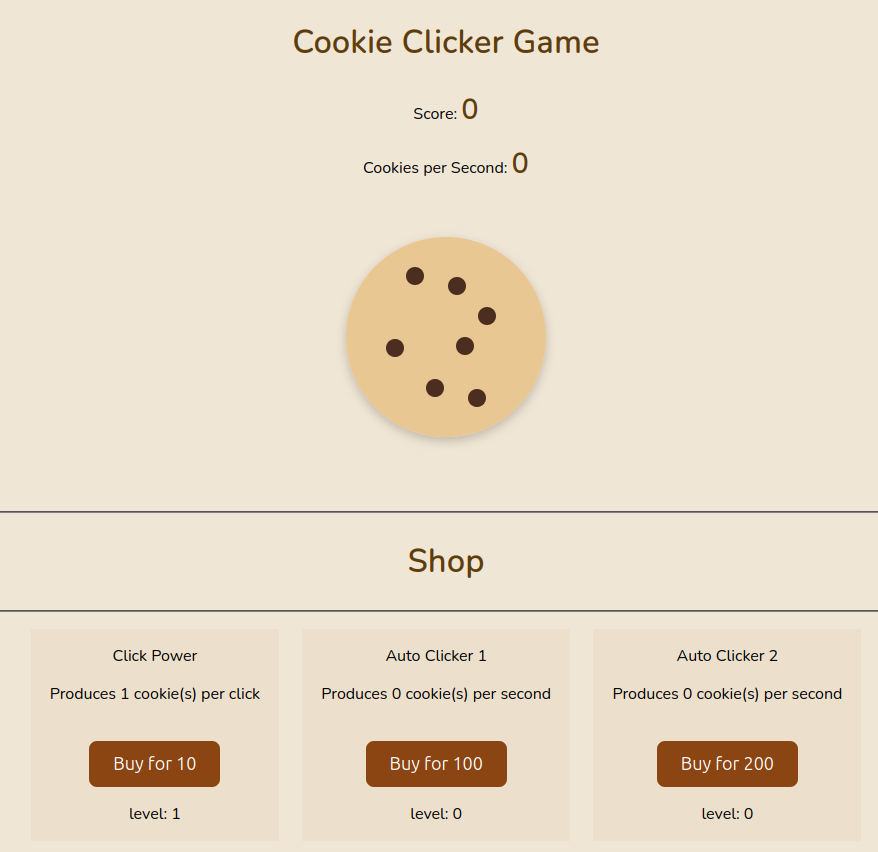 Cookie Clicker Game
Score: 0
Cookies per Second: 0
Shop
Click Power
Produces 1 cookie(s) per click
Buy for 10
level: 1
Auto Clicker 1
Produces 0 cookie(s) per second
Buy for 100
level: 0
Auto Clicker 2
Produces 0 cookie(s) per second
Buy for 200
level: 0